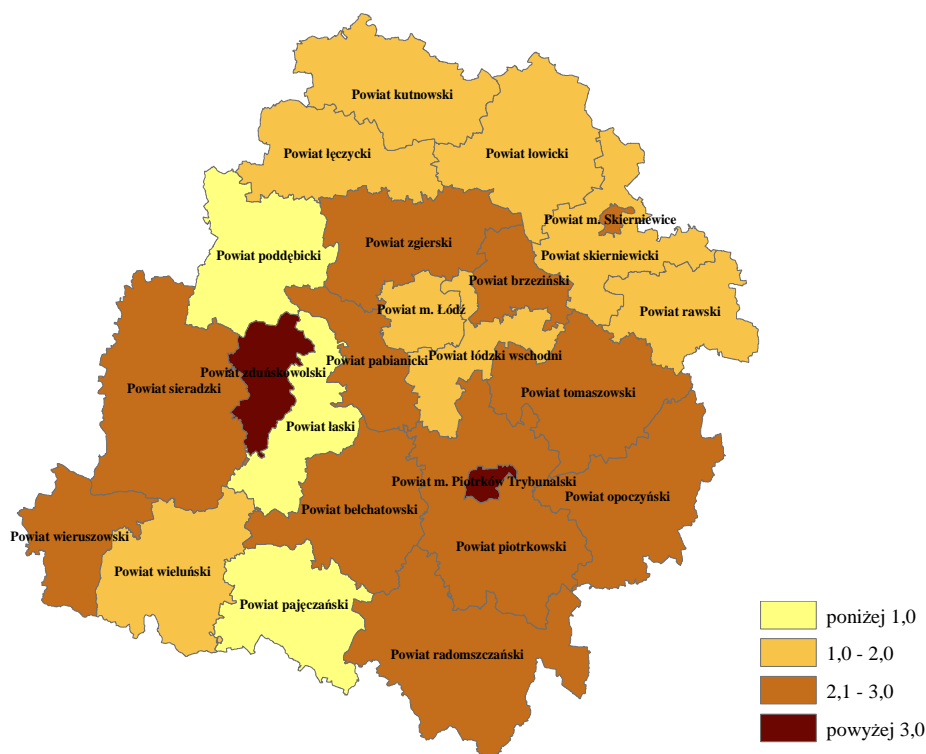 Powiat kutnowski
Powiat łęczycki
Powiat łowicki
Powiat m. Skierniewice
Powiat zgierski
Powiat poddębicki
Powiat skierniewicki
Powiat brzeziński
Powiat m. Łódź
Powiat rawski
Powiat łódzki wschodni
Powiat pabianicki
Powiat zduńskowolski
Powiat sieradzki
Powiat tomaszowski
Powiat łaski
Powiat m. Piotrków Trybunalski
Powiat opoczyński
Powiat bełchatowski
Powiat wieruszowski
Powiat piotrkowski
Powiat wieluński
Powiat pajęczański
Powiat radomszczański
poniżej 1,0
1,0 - 2,0
2,1 - 3,0
powyżej 3,0